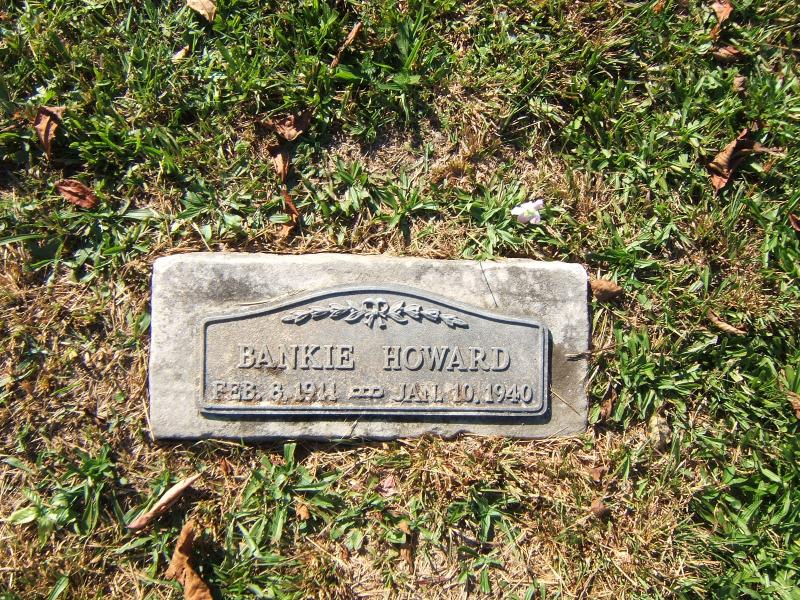 BANKIE HOWARD
FEB. 8, 1911 JAN. 10, 1940